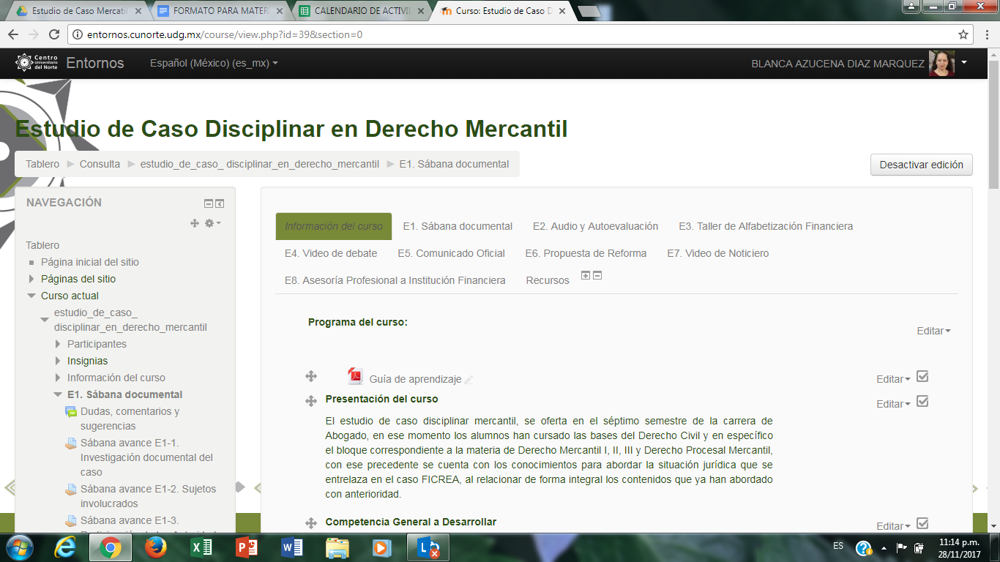 Estudio de Caso Mercatil
FORMATO PARA MATERI
CALENDARIO DE ACTIVI
Curso: Estudio de Caso D
entornos.cunorte.udg.mx/course/view.php?id=39&section=0
Centro Universitario del Norte
Entornos
Español (México) (es_mx)
BLANCA AZUCENA DIAZ MARQUEZ
Estudio de Caso Disciplinar en Derecho Mercantil
Tablero Consulta estudio_de_caso_ disciplinar_en_derecho_mercantil E1. Sábana documental
Desactivar edición
NAVEGACIÓN
Tablero
Página inicial del sitio
Páginas del sitio
Curso actual
estudio_de_caso_
disciplinar_en_derecho_mercantil
Participantes
Insignias
Información del curso
E1. Sábana documental
Dudas, comentarios y
sugerencias
Sábana avance E1-1.
Investigación documental del
caso
Sábana avance E1-2. Sujetos
involucrados
Sábana avance E1-3.
Información del curso E1. Sábana documental E2. Audio y Autoevaluación E3. Taller de Alfabetización Financiera
E4. Video de debate E5. Comunicado Oficial E6. Propuesta de Reforma E7. Video de Noticiero
E8. Asesoría Profesional a Institución Financiera Recursos
Programa del curso:
Editar
Guía de aprendizaje
Editar
Presentación del curso
Editar
El estudio de caso disciplinar mercantil, se oferta en el séptimo semestre de la carrera de
Abogado, en ese momento los alumnos han cursado las bases del Derecho Civil y en específico
el bloque correspondiente a la materia de Derecho Mercantil I, II, III y Derecho Procesal Mercantil,
con ese precedente se cuenta con los conocimientos para abordar la situación jurídica que se
entrelaza en el caso FICREA, al relacionar de forma integral los contenidos que ya han abordado
con anterioridad.
Competencia General a Desarrollar
Editar
ES
11:14 p.m.
28/11/2017